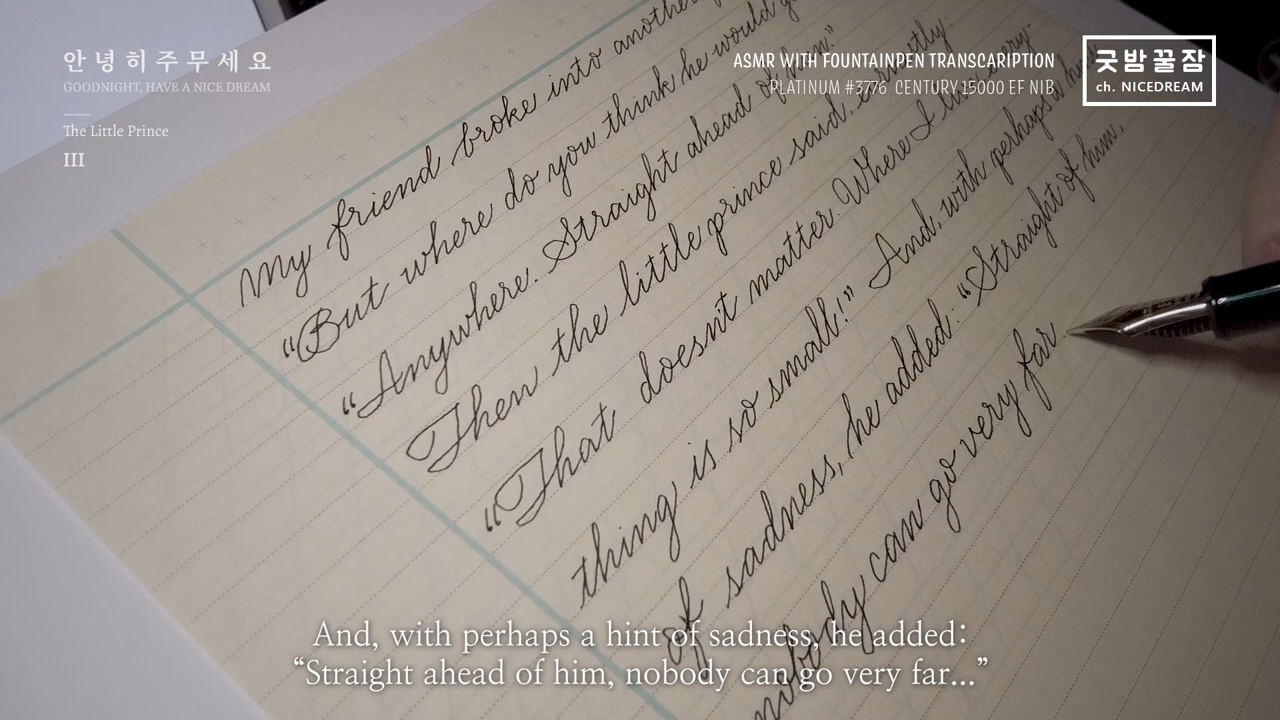 안녕히주무세요
GOODNIGHT, HAVE A NICE DREAM
The Little Prince
III
ASMR WITH FOUNTAINPEN TRANSCARIPTION
PLATINUM #3776 CENTURY 15000 EF NIB
굿밤꿀잠
ch. NICEDREAM
My friend broke into another
“But where do you think he would go
“Anywhere. Straight ahead of him”
Then the little prince said, earnestly:
“That doesn't matter. Where I live, every-
thing is so small!” And, with perhaps a hint
of sadness, he added: “Straight of him,
nobody can go very far
And, with perhaps a hint of sadness, he added:
“Straight ahead of him, nobody can go very far...”